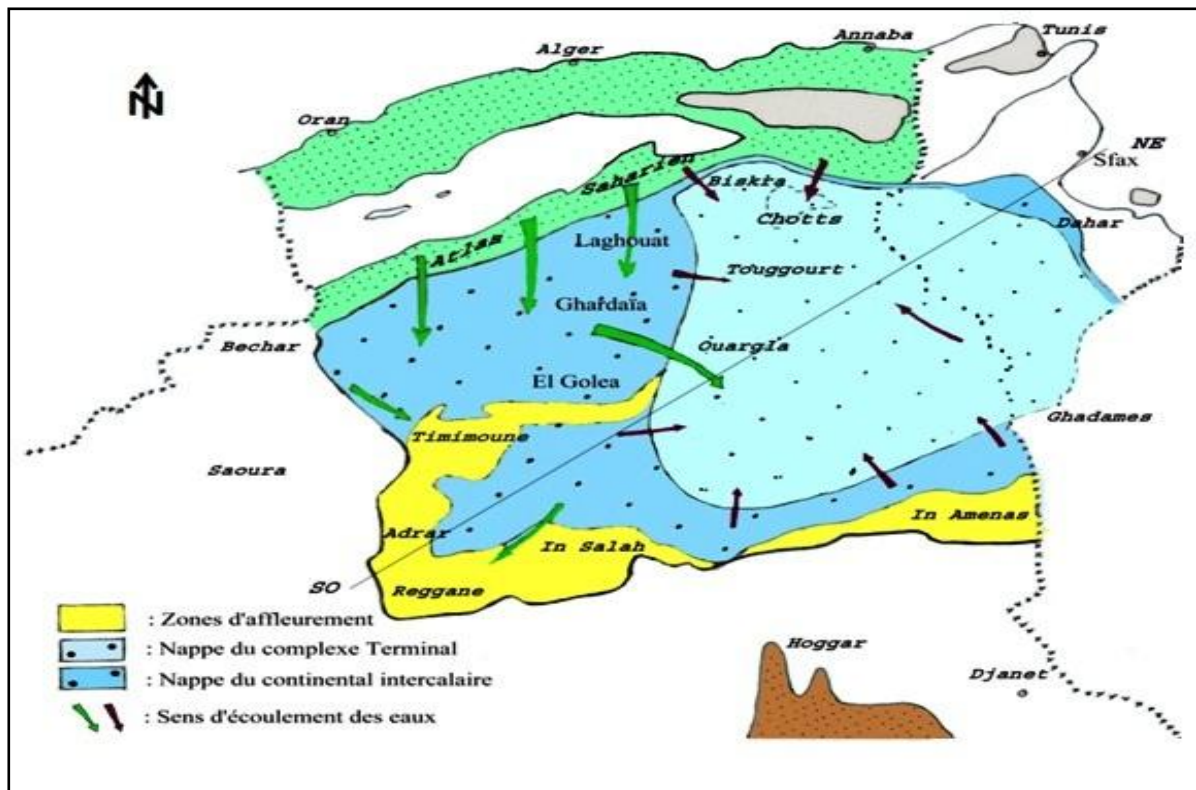 Tunis
Annaba
Alger
N
Oran
NE
Sfax
Saharien
Biskra
Atlas
Chotts
Dahar
Laghouat
Touggourt
Ghardaïa
Bechar
Ouargla
El Golea
Ghadames
Timimoune
Saoura
In Amenas
Adrar
In Salah
SO
Reggane
: Zones d'affleurement
: Nappe du complexe Terminal
: Nappe du continental intercalaire
: Sens d'écoulement des eaux
Hoggar
Djanet